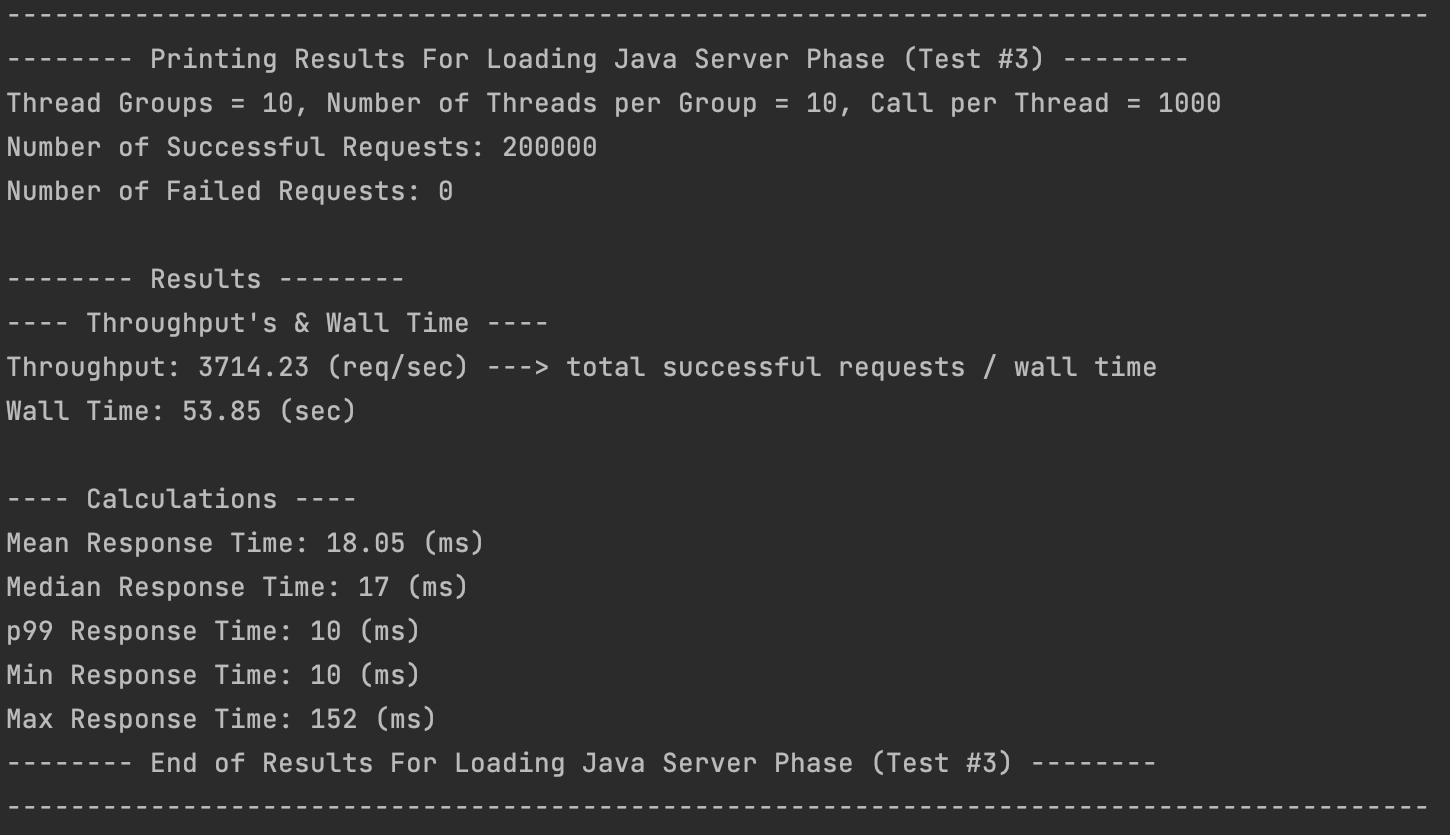 -----------------------------------------------------------------------------------------
-------- Printing Results For Loading Java Server Phase (Test #3) --------
Thread Groups = 10, Number of Threads per Group = 10, Call per Thread = 1000
Number of Successful Requests: 200000
Number of Failed Requests: 0
-------- Results --------
---- Throughput's & Wall Time ----
Throughput: 3714.23 (req/sec) ---> total successful requests / wall time
Wall Time: 53.85 (sec)
---- Calculations ----
Mean Response Time: 18.05 (ms)
Median Response Time: 17 (ms)
p99 Response Time: 10 (ms)
Min Response Time: 10 (ms)
Max Response Time: 152 (ms)
-------- End of Results For Loading Java Server Phase (Test #3) --------
-----------------------------------------------------------------------------------------